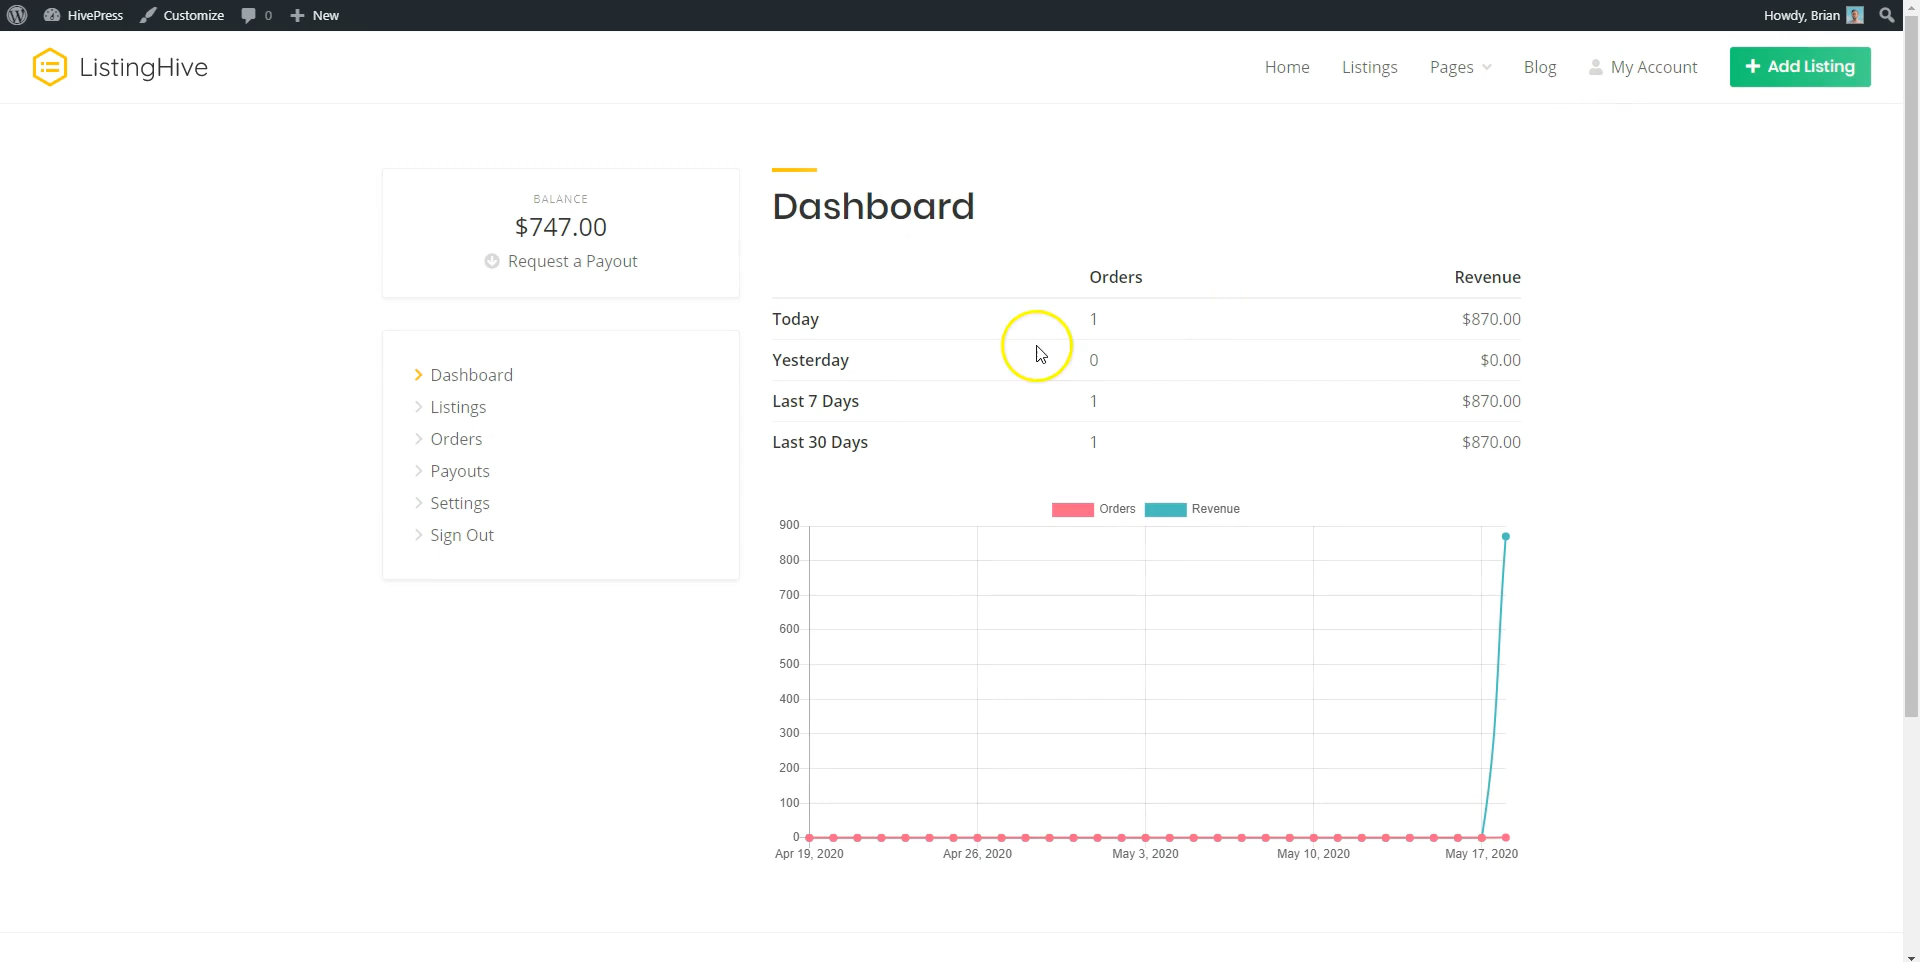 HivePress Customize 0 New Howdy, Brian
ListingHive Home Listings Pages Blog My Account Add Listing
BALANCE
$747.00
Request a Payout
Dashboard
Listings
Orders
Payouts
Settings
Sign Out
Dashboard
Orders Revenue
Today 1 $870.00
Yesterday 0 $0.00
Last 7 Days 1 $870.00
Last 30 Days 1 $870.00
Orders Revenue
900
800
700
600
500
400
300
200
100
0
Apr 19, 2020 Apr 26, 2020 May 3, 2020 May 10, 2020 May 17, 2020